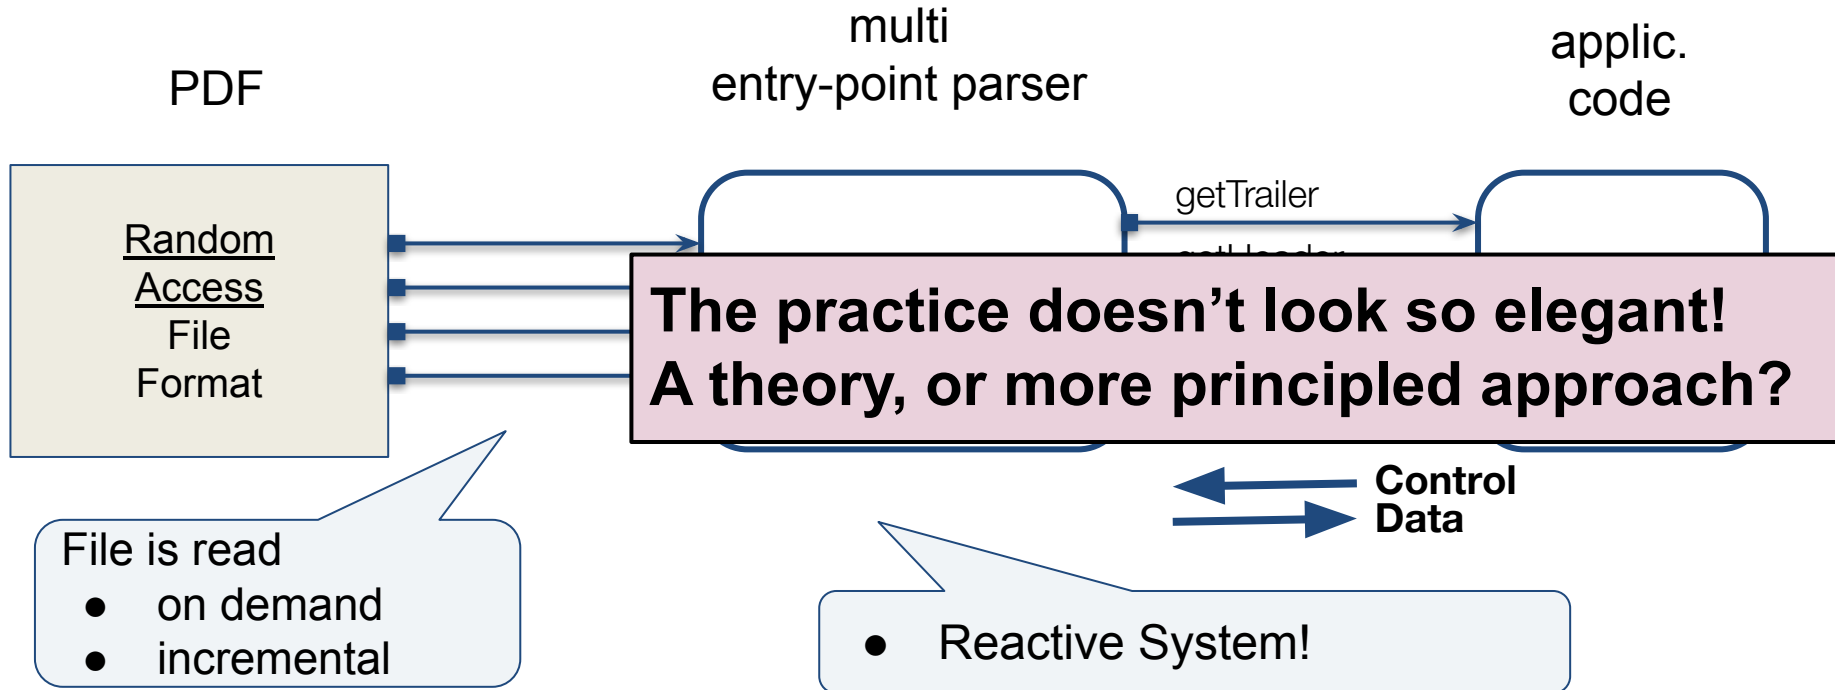 multi
entry-point parser
applic.
code
PDF
Random
Access
File
Format
getTrailer
The practice doesn’t look so elegant!
A theory, or more principled approach?
Control
Data
File is read
● on demand
● incremental
● Reactive System!